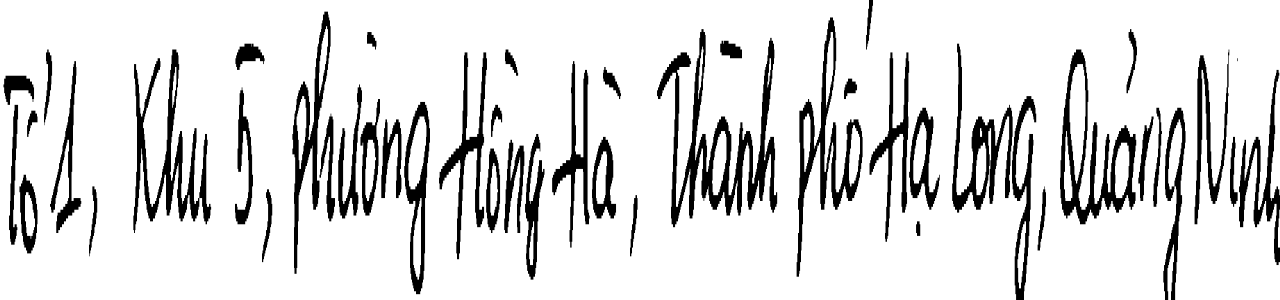 Tổ 1, Khu 5, phường Hồng Hà, Thành phố Hạ Long, Quảng Ninh